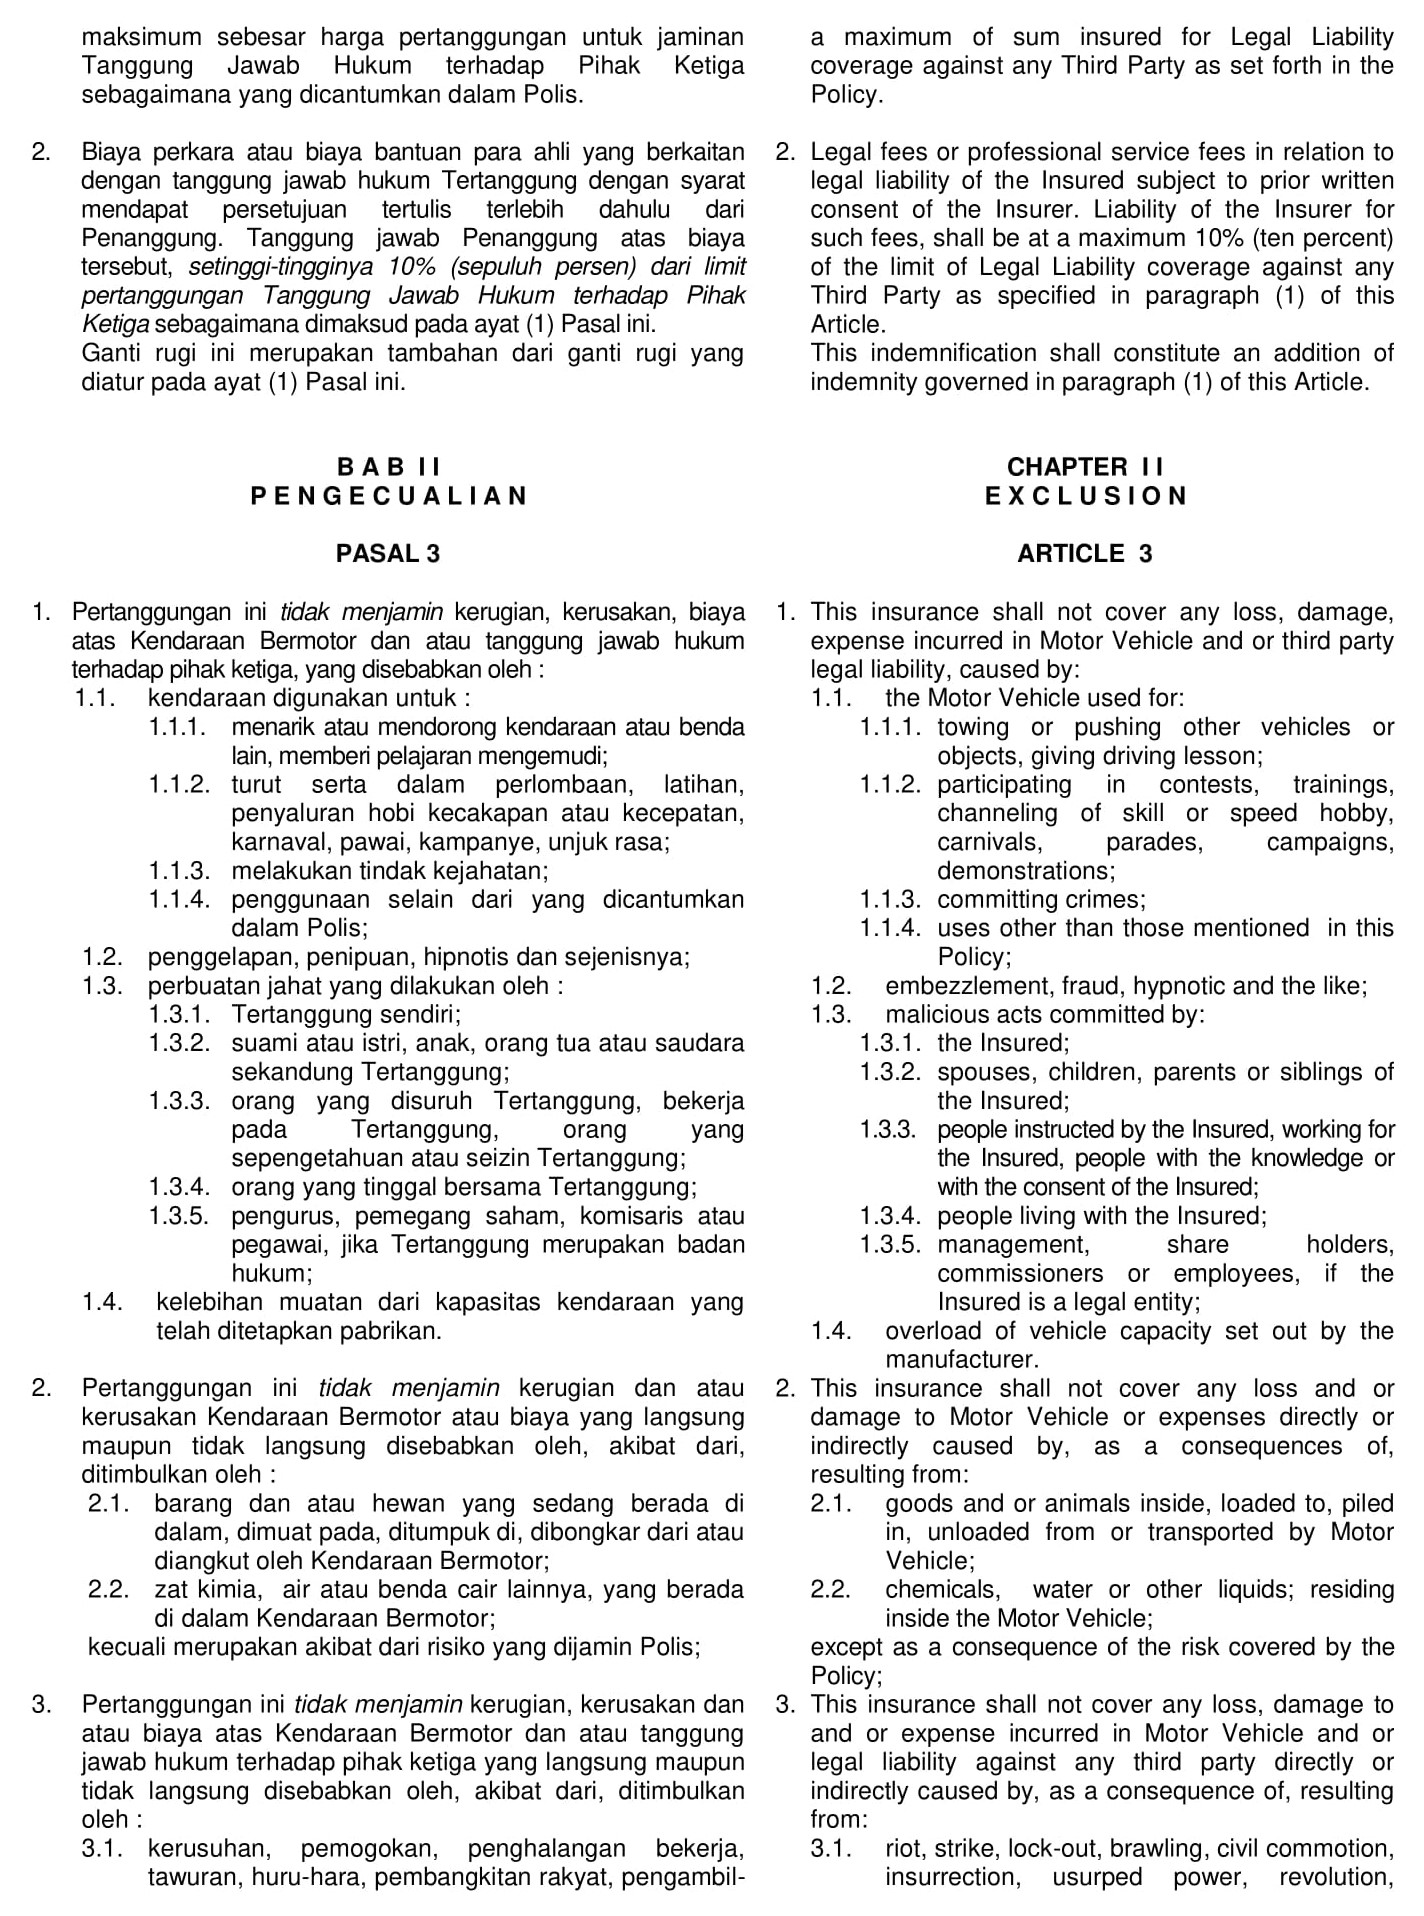 maksimum sebesar harga pertanggungan untuk jaminan
Tanggung Jawab Hukum terhadap Pihak Ketiga
sebagaimana yang dicantumkan dalam Polis.
2. Biaya perkara atau biaya bantuan para ahli yang berkaitan
dengan tanggung jawab hukum Tertanggung dengan syarat
mendapat persetujuan tertulis terlebih dahulu dari
Penanggung. Tanggung jawab Penanggung atas biaya
tersebut, setinggi-tingginya 10% (sepuluh persen) dari limit
pertanggungan Tanggung Jawab Hukum terhadap Pihak
Ketiga sebagaimana dimaksud pada ayat (1) Pasal ini.
Ganti rugi ini merupakan tambahan dari ganti rugi yang
diatur pada ayat (1) Pasal ini.
B A B I I
P E N G E C U A L I A N
PASAL 3
1. Pertanggungan ini tidak menjamin kerugian, kerusakan, biaya
atas Kendaraan Bermotor dan atau tanggung jawab hukum
terhadap pihak ketiga, yang disebabkan oleh :
1.1. kendaraan digunakan untuk :
1.1.1. menarik atau mendorong kendaraan atau benda
lain, memberi pelajaran mengemudi;
1.1.2. turut serta dalam perlombaan, latihan,
penyaluran hobi kecakapan atau kecepatan,
karnaval, pawai, kampanye, unjuk rasa;
1.1.3. melakukan tindak kejahatan;
1.1.4. penggunaan selain dari yang dicantumkan
dalam Polis;
1.2. penggelapan, penipuan, hipnotis dan sejenisnya;
1.3. perbuatan jahat yang dilakukan oleh :
1.3.1. Tertanggung sendiri;
1.3.2. suami atau istri, anak, orang tua atau saudara
sekandung Tertanggung;
1.3.3. orang yang disuruh Tertanggung, bekerja
pada Tertanggung, orang yang
sepengetahuan atau seizin Tertanggung;
1.3.4. orang yang tinggal bersama Tertanggung;
1.3.5. pengurus, pemegang saham, komisaris atau
pegawai, jika Tertanggung merupakan badan
hukum;
1.4. kelebihan muatan dari kapasitas kendaraan yang
telah ditetapkan pabrikan.
2. Pertanggungan ini tidak menjamin kerugian dan atau
kerusakan Kendaraan Bermotor atau biaya yang langsung
maupun tidak langsung disebabkan oleh, akibat dari,
ditimbulkan oleh :
2.1. barang dan atau hewan yang sedang berada di
dalam, dimuat pada, ditumpuk di, dibongkar dari atau
diangkut oleh Kendaraan Bermotor;
2.2. zat kimia, air atau benda cair lainnya, yang berada
di dalam Kendaraan Bermotor;
kecuali merupakan akibat dari risiko yang dijamin Polis;
3. Pertanggungan ini tidak menjamin kerugian, kerusakan dan
atau biaya atas Kendaraan Bermotor dan atau tanggung
jawab hukum terhadap pihak ketiga yang langsung maupun
tidak langsung disebabkan oleh, akibat dari, ditimbulkan
oleh :
3.1. kerusuhan, pemogokan, penghalangan bekerja,
tawuran, huru-hara, pembangkitan rakyat, pengambil-
a maximum of sum insured for Legal Liability
coverage against any Third Party as set forth in the
Policy.
2. Legal fees or professional service fees in relation to
legal liability of the Insured subject to prior written
consent of the Insurer. Liability of the Insurer for
such fees, shall be at a maximum 10% (ten percent)
of the limit of Legal Liability coverage against any
Third Party as specified in paragraph (1) of this
Article.
This indemnification shall constitute an addition of
indemnity governed in paragraph (1) of this Article.
CHAPTER I I
E X C L U S I O N
ARTICLE 3
1. This insurance shall not cover any loss, damage,
expense incurred in Motor Vehicle and or third party
legal liability, caused by:
1.1. the Motor Vehicle used for:
1.1.1. towing or pushing other vehicles or
objects, giving driving lesson;
1.1.2. participating in contests, trainings,
channeling of skill or speed hobby,
carnivals, parades, campaigns,
demonstrations;
1.1.3. committing crimes;
1.1.4. uses other than those mentioned in this
Policy;
1.2. embezzlement, fraud, hypnotic and the like;
1.3. malicious acts committed by:
1.3.1. the Insured;
1.3.2. spouses, children, parents or siblings of
the Insured;
1.3.3. people instructed by the Insured, working for
the Insured, people with the knowledge or
with the consent of the Insured;
1.3.4. people living with the Insured;
1.3.5. management, share holders,
commissioners or employees, if the
Insured is a legal entity;
1.4. overload of vehicle capacity set out by the
manufacturer.
2. This insurance shall not cover any loss and or
damage to Motor Vehicle or expenses directly or
indirectly caused by, as a consequences of,
resulting from:
2.1. goods and or animals inside, loaded to, piled
in, unloaded from or transported by Motor
Vehicle;
2.2. chemicals, water or other liquids; residing
inside the Motor Vehicle;
except as a consequence of the risk covered by the
Policy;
3. This insurance shall not cover any loss, damage to
and or expense incurred in Motor Vehicle and or
legal liability against any third party directly or
indirectly caused by, as a consequence of, resulting
from:
3.1. riot, strike, lock-out, brawling, civil commotion,
insurrection, usurped power, revolution,